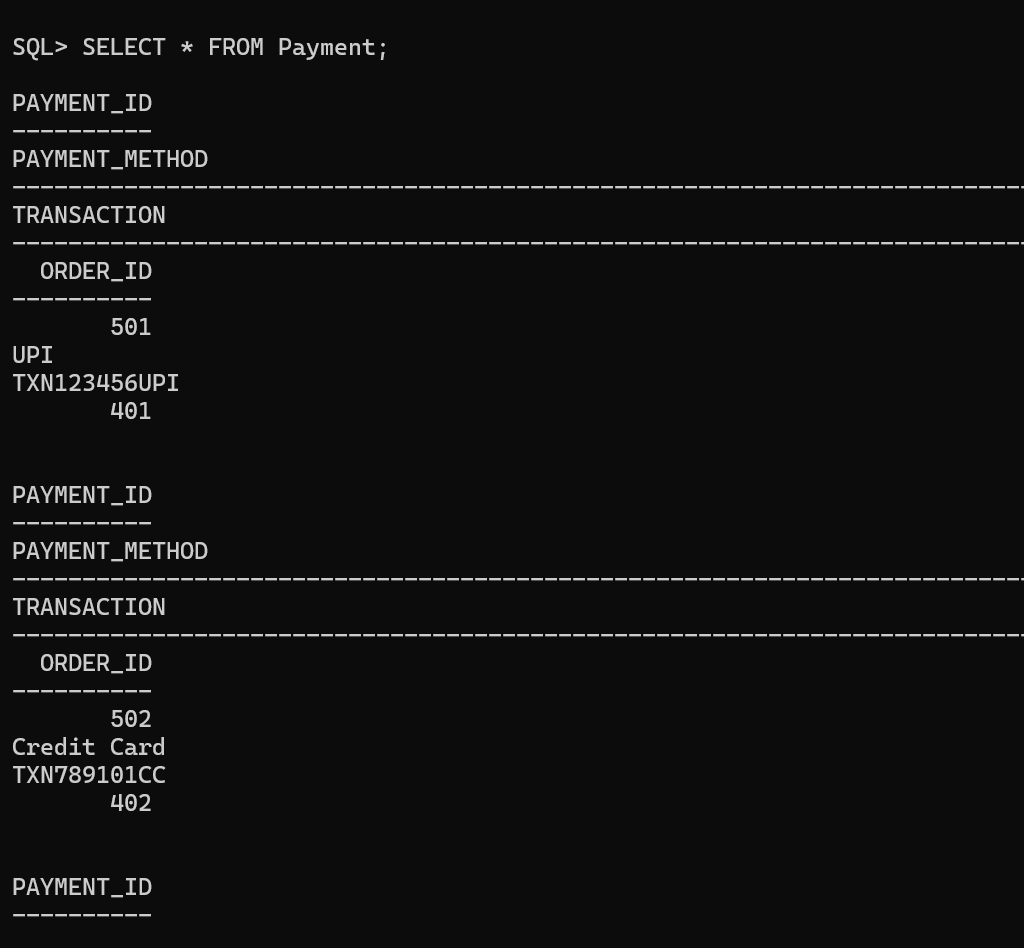 SQL> SELECT * FROM Payment;
PAYMENT_ID
----------
PAYMENT_METHOD
--------------------------------------------------------------------------
TRANSACTION
--------------------------------------------------------------------------
  ORDER_ID
----------
       501
UPI
TXN123456UPI
       401
PAYMENT_ID
----------
PAYMENT_METHOD
--------------------------------------------------------------------------
TRANSACTION
--------------------------------------------------------------------------
  ORDER_ID
----------
       502
Credit Card
TXN789101CC
       402
PAYMENT_ID
----------